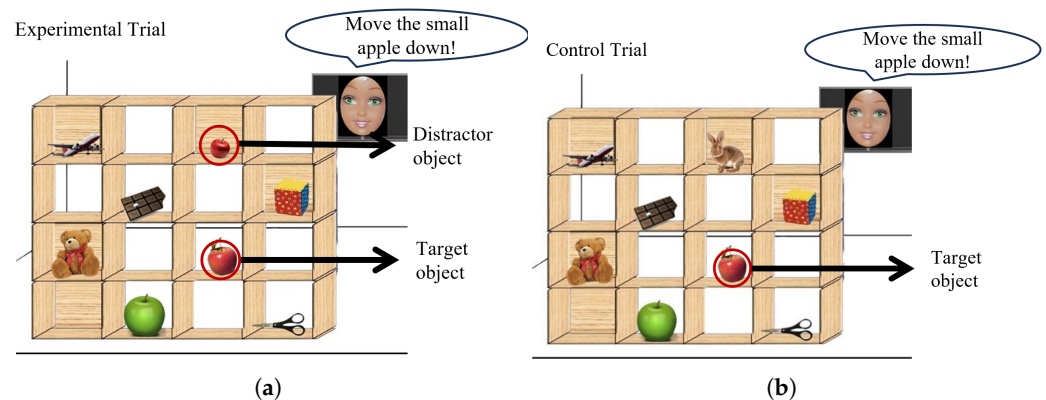 Experimental Trial
Move the small
apple down!
Distractor
object
Target
object
(a)
Control Trial
Move the small
apple down!
Target
object
(b)